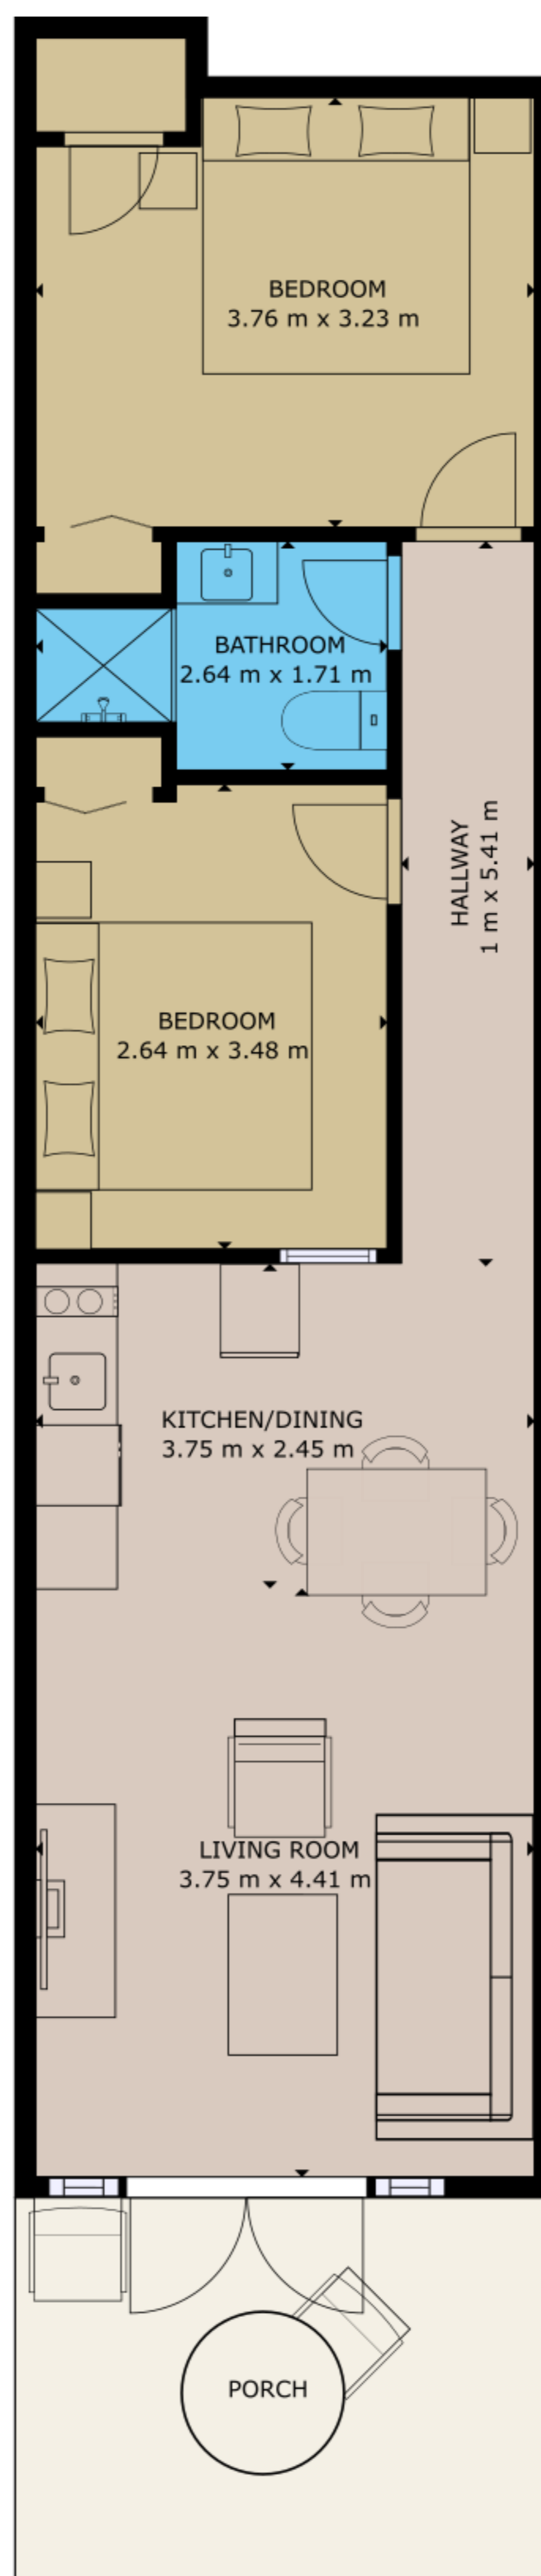 BEDROOM
3.76 m x 3.23 m
BATHROOM
2.64 m x 1.71 m
HALLWAY
1 m x 5.41 m
BEDROOM
2.64 m x 3.48 m
KITCHEN/DINING
3.75 m x 2.45 m
LIVING ROOM
3.75 m x 4.41 m
PORCH